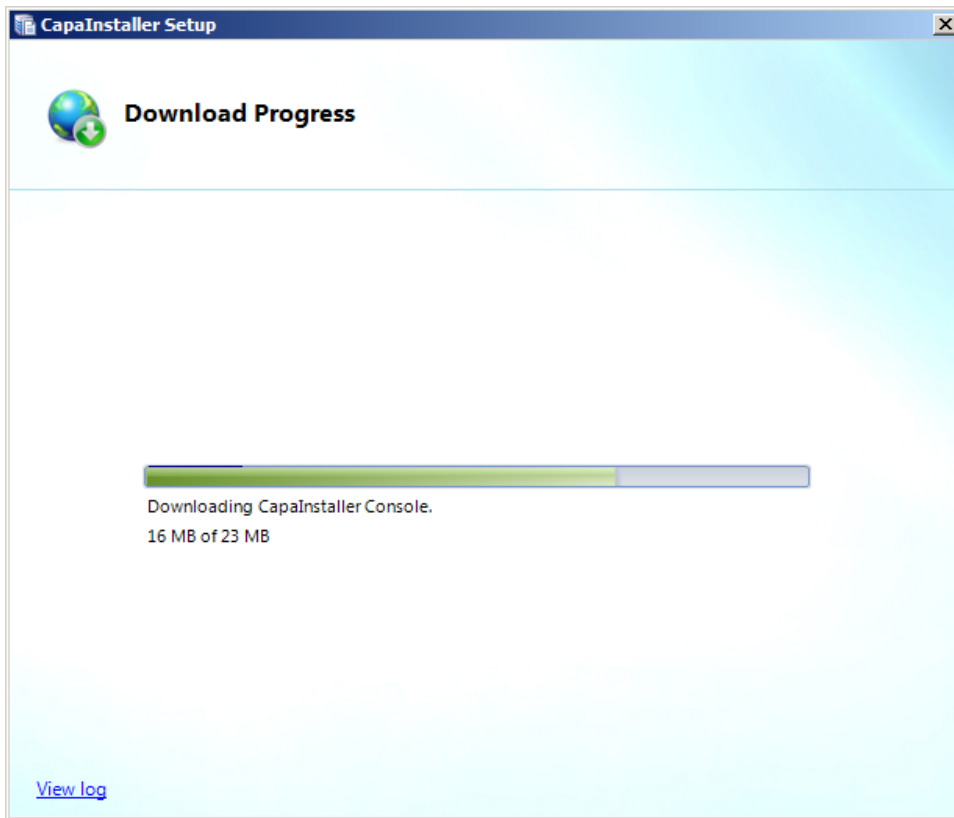 CapaInstaller Setup
Download Progress
Downloading CapaInstaller Console.
16 MB of 23 MB
View log